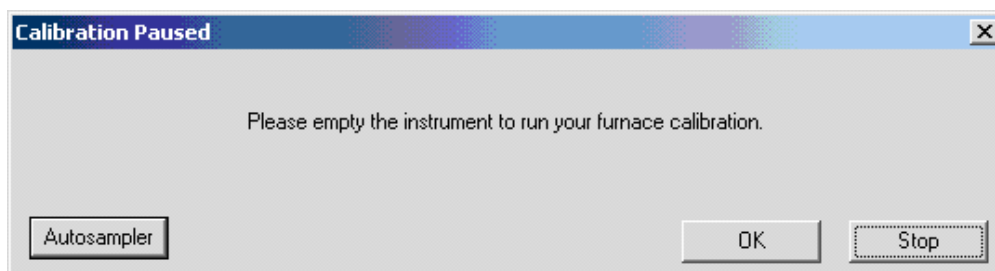 Calibration Paused
Please empty the instrument to run your furnace calibration.
Autosampler
OK
Stop